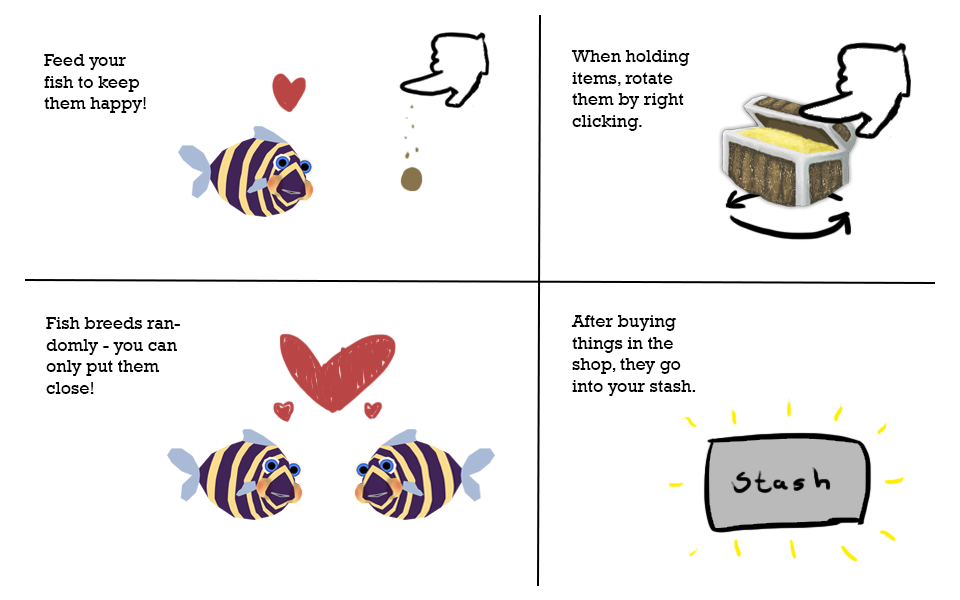 Feed your
fish to keep
them happy!
When holding
items, rotate
them by right
clicking.
Fish breeds ran-
domly - you can
only put them
close!
After buying
things in the
shop, they go
into your stash.
Stash